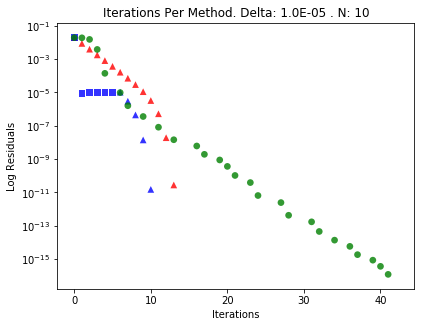 Iterations Per Method. Delta: 1.0E-05 . N: 10
10⁻¹
10⁻³
10⁻⁵
10⁻⁷
10⁻⁹
10⁻¹¹
10⁻¹³
10⁻¹⁵
Log Residuals
0 10 20 30 40
Iterations